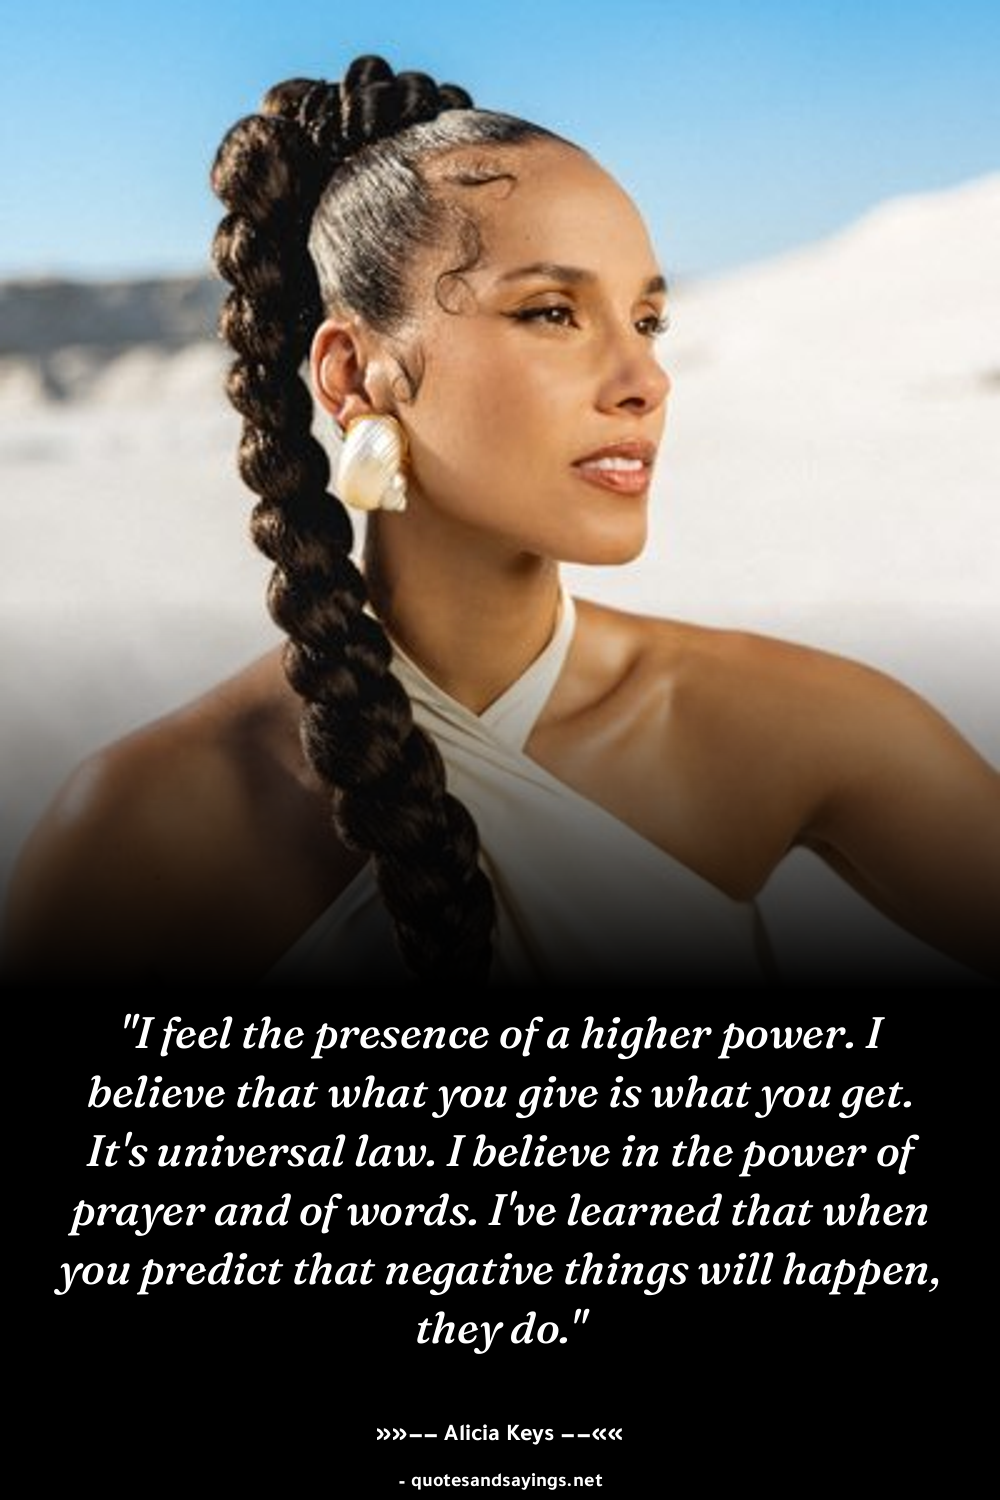 "I feel the presence of a higher power. I
believe that what you give is what you get.
It's universal law. I believe in the power of
prayer and of words. I've learned that when
you predict that negative things will happen,
they do."
»»–– Alicia Keys ––««
- quotesandsayings.net